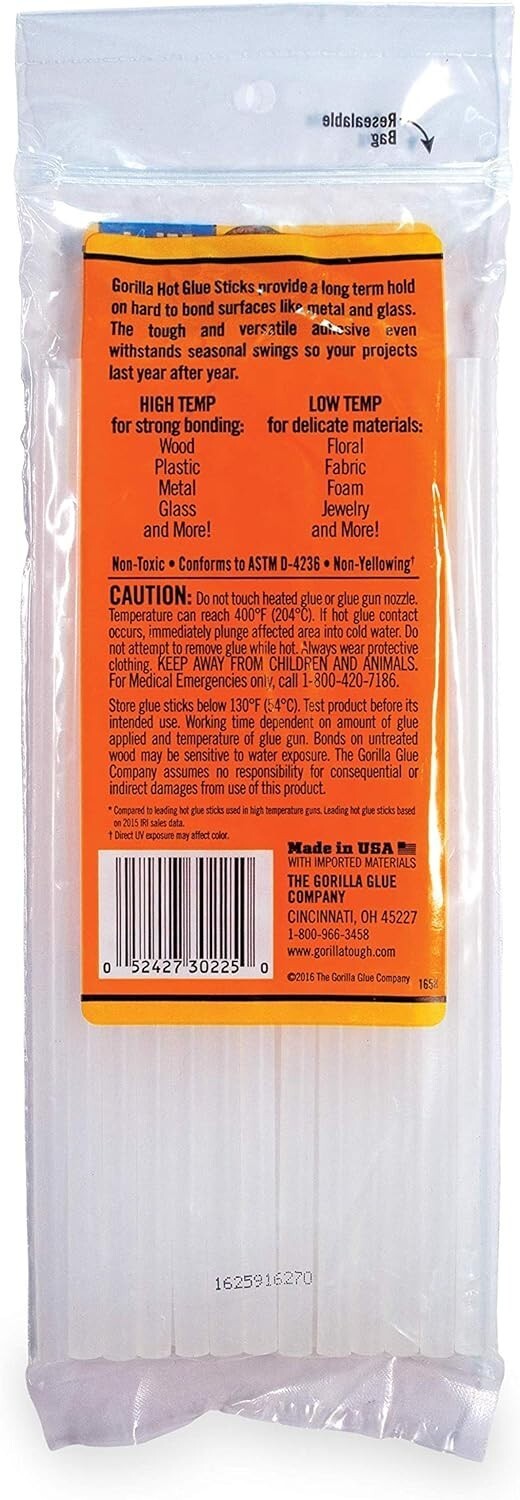 Resealable
Bag
Gorilla Hot Glue Sticks provide a long term hold
on hard to bond surfaces like metal and glass.
The tough and versatile adhesive even
withstands seasonal swings so your projects
last year after year.
HIGH TEMP
for strong bonding:
Wood
Plastic
Metal
Glass
and More!
LOW TEMP
for delicate materials:
Floral
Fabric
Foam
Jewelry
and More!
Non-Toxic • Conforms to ASTM D-4236 • Non-Yellowing†
CAUTION: Do not touch heated glue or glue gun nozzle.
Temperature can reach 400°F (204°C). If hot glue contact
occurs, immediately plunge affected area into cold water. Do
not attempt to remove glue while hot. Always wear protective
clothing. KEEP AWAY FROM CHILDREN AND ANIMALS.
For Medical Emergencies only, call 1-800-420-7186.
Store glue sticks below 130°F (54°C). Test product before its
intended use. Working time dependent on amount of glue
applied and temperature of glue gun. Bonds on untreated
wood may be sensitive to water exposure. The Gorilla Glue
Company assumes no responsibility for consequential or
indirect damages from use of this product.
* Compared to leading hot glue sticks used in high temperature guns. Leading hot glue sticks based
on 2015 IRI sales data.
† Direct UV exposure may affect color.
0 52427 30225 0
Made in USA
WITH IMPORTED MATERIALS
THE GORILLA GLUE
COMPANY
CINCINNATI, OH 45227
1-800-966-3458
www.gorillatough.com
©2016 The Gorilla Glue Company
1625916270